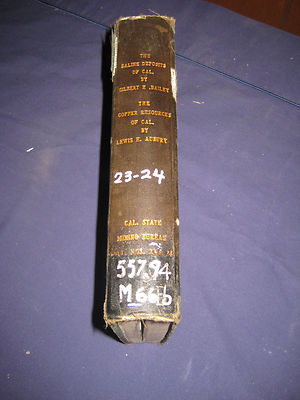 THE
SALINE DEPOSITS
OF CAL.
BY
GILBERT E. BAILEY
THE
COPPER RESOURCES
OF CAL.
BY
LEWIS E. AUBURY
23-24
CAL. STATE
MINING BUREAU
557.94
M66b